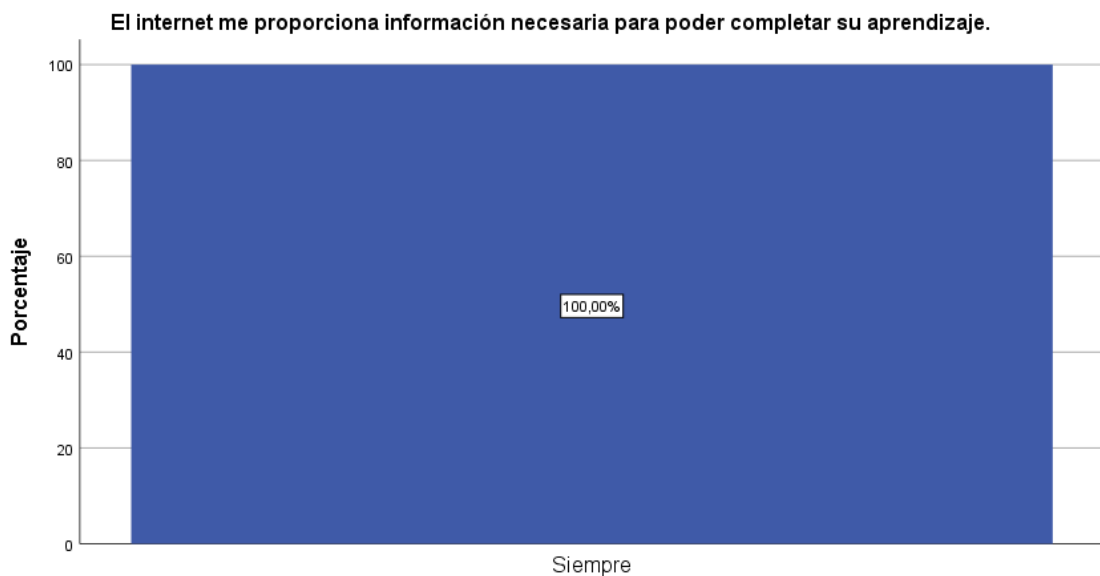 El internet me proporciona información necesaria para poder completar su aprendizaje.
100
80
60
40
20
0
Porcentaje
100,00%
Siempre